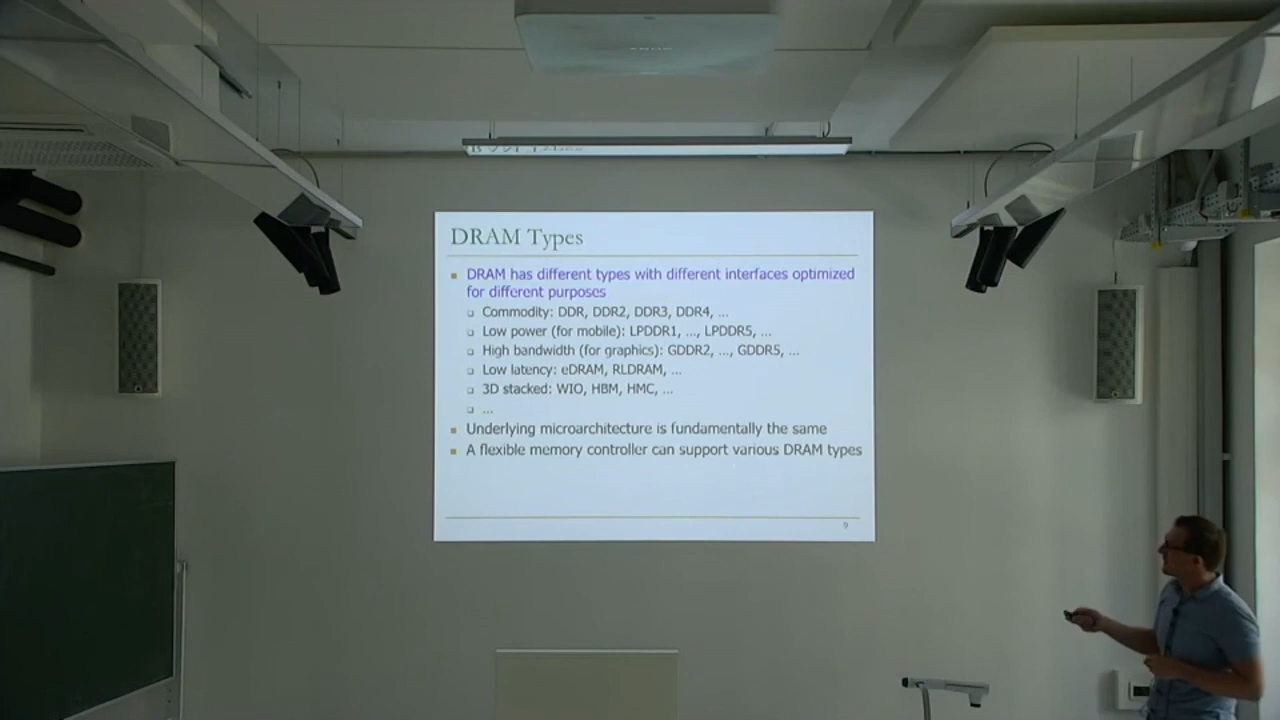 DRAM Types
DRAM has different types with different interfaces optimized
for different purposes
Commodity: DDR, DDR2, DDR3, DDR4, ...
Low power (for mobile): LPDDR1, ..., LPDDR5, ...
High bandwidth (for graphics): GDDR2, ..., GDDR5, ...
Low latency: eDRAM, RLDRAM, ...
3D stacked: WIO, HBM, HMC, ...
...
Underlying microarchitecture is fundamentally the same
A flexible memory controller can support various DRAM types
9